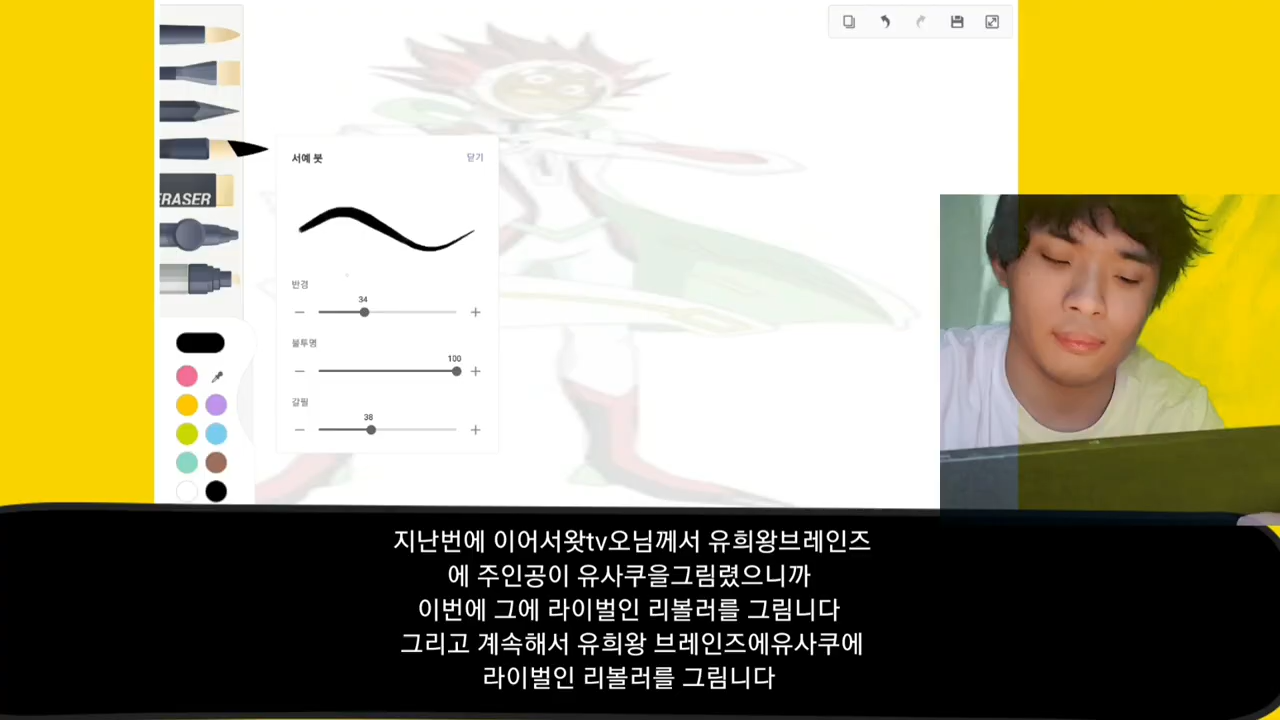 서예 붓
닫기
반경
34
불투명
100
갈필
38
ERASER
지난번에 이어서왓tv오님께서 유희왕브레인즈
에 주인공이 유사쿠을그림렸으니까
이번에 그에 라이벌인 리볼러를 그림니다
그리고 계속해서 유희왕 브레인즈에유사쿠에
라이벌인 리볼러를 그림니다